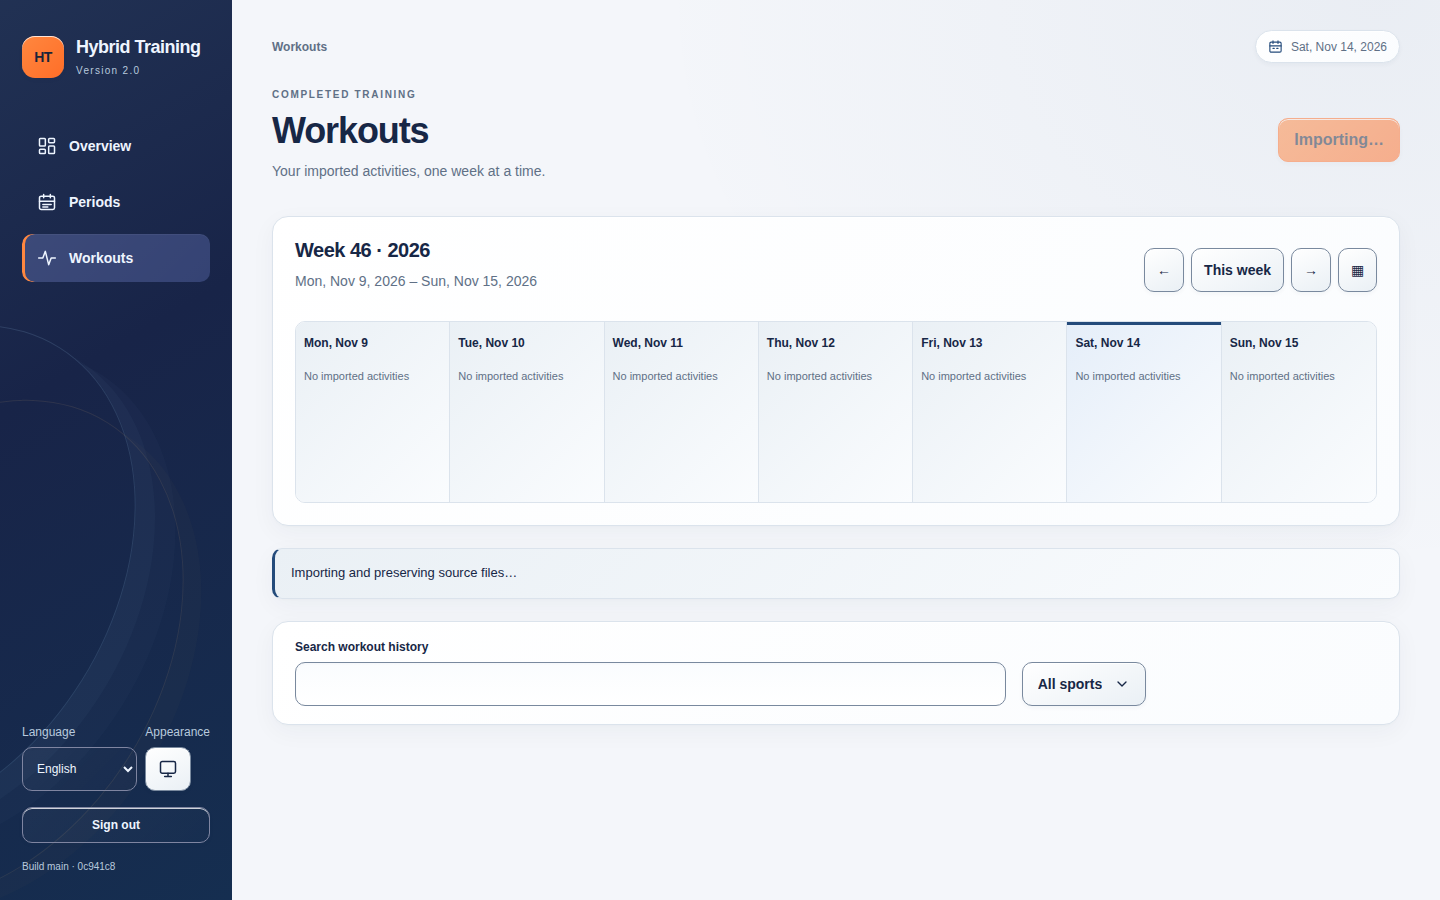 HT
Hybrid Training
Version 2.0
Overview
Periods
Workouts
Language
Appearance
English
Sign out
Build main · 0c941c8
Workouts
Sat, Nov 14, 2026
COMPLETED TRAINING
Workouts
Your imported activities, one week at a time.
Importing…
Week 46 · 2026
Mon, Nov 9, 2026 – Sun, Nov 15, 2026
←
This week
→
Mon, Nov 9
No imported activities
Tue, Nov 10
No imported activities
Wed, Nov 11
No imported activities
Thu, Nov 12
No imported activities
Fri, Nov 13
No imported activities
Sat, Nov 14
No imported activities
Sun, Nov 15
No imported activities
Importing and preserving source files…
Search workout history
All sports